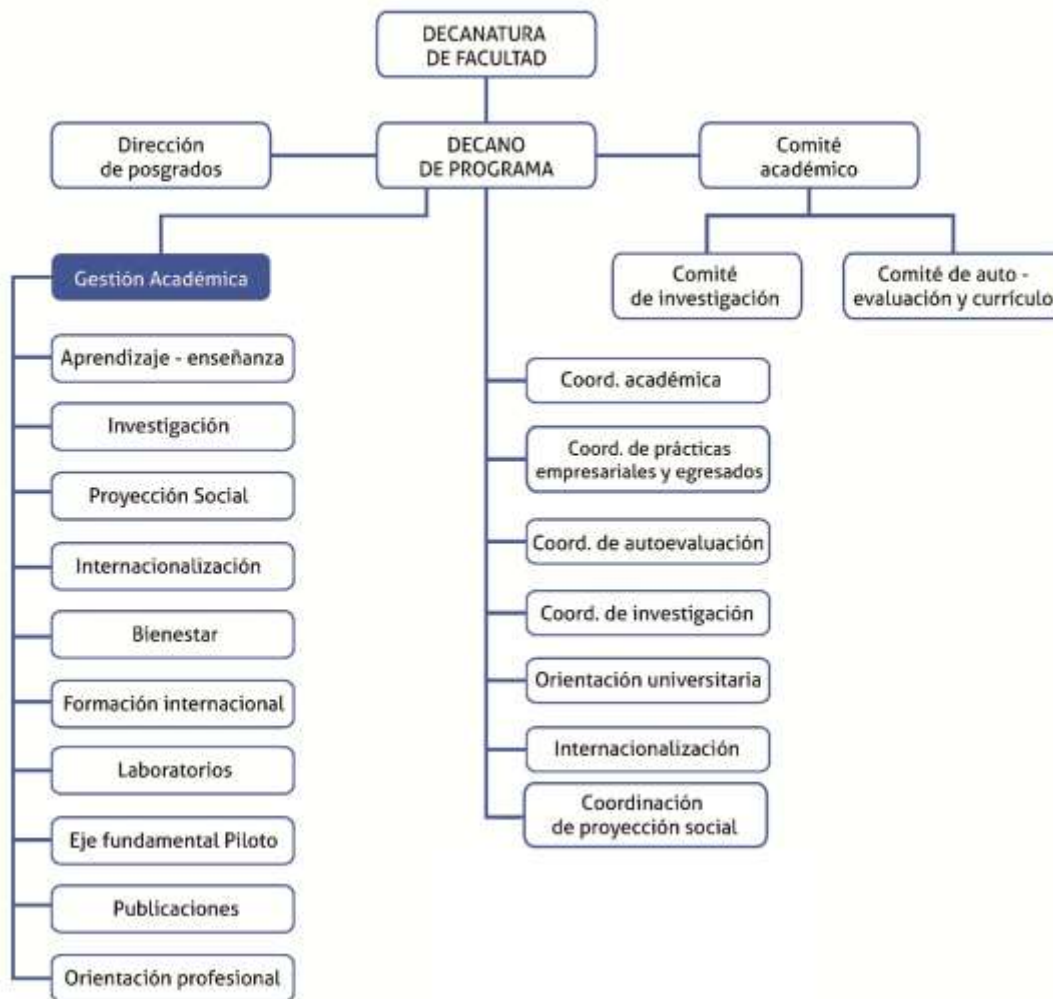 DECANATURA
DE FACULTAD
Dirección
de posgrados
DECANO
DE PROGRAMA
Comité
académico
Gestión Académica
Comité
de investigación
Comité de auto -
evaluación y currículo
Aprendizaje - enseñanza
Investigación
Proyección Social
Internacionalización
Bienestar
Formación internacional
Laboratorios
Eje fundamental Piloto
Publicaciones
Orientación profesional
Coord. académica
Coord. de prácticas
empresariales y egresados
Coord. de autoevaluación
Coord. de investigación
Orientación universitaria
Internacionalización
Coordinación
de proyección social